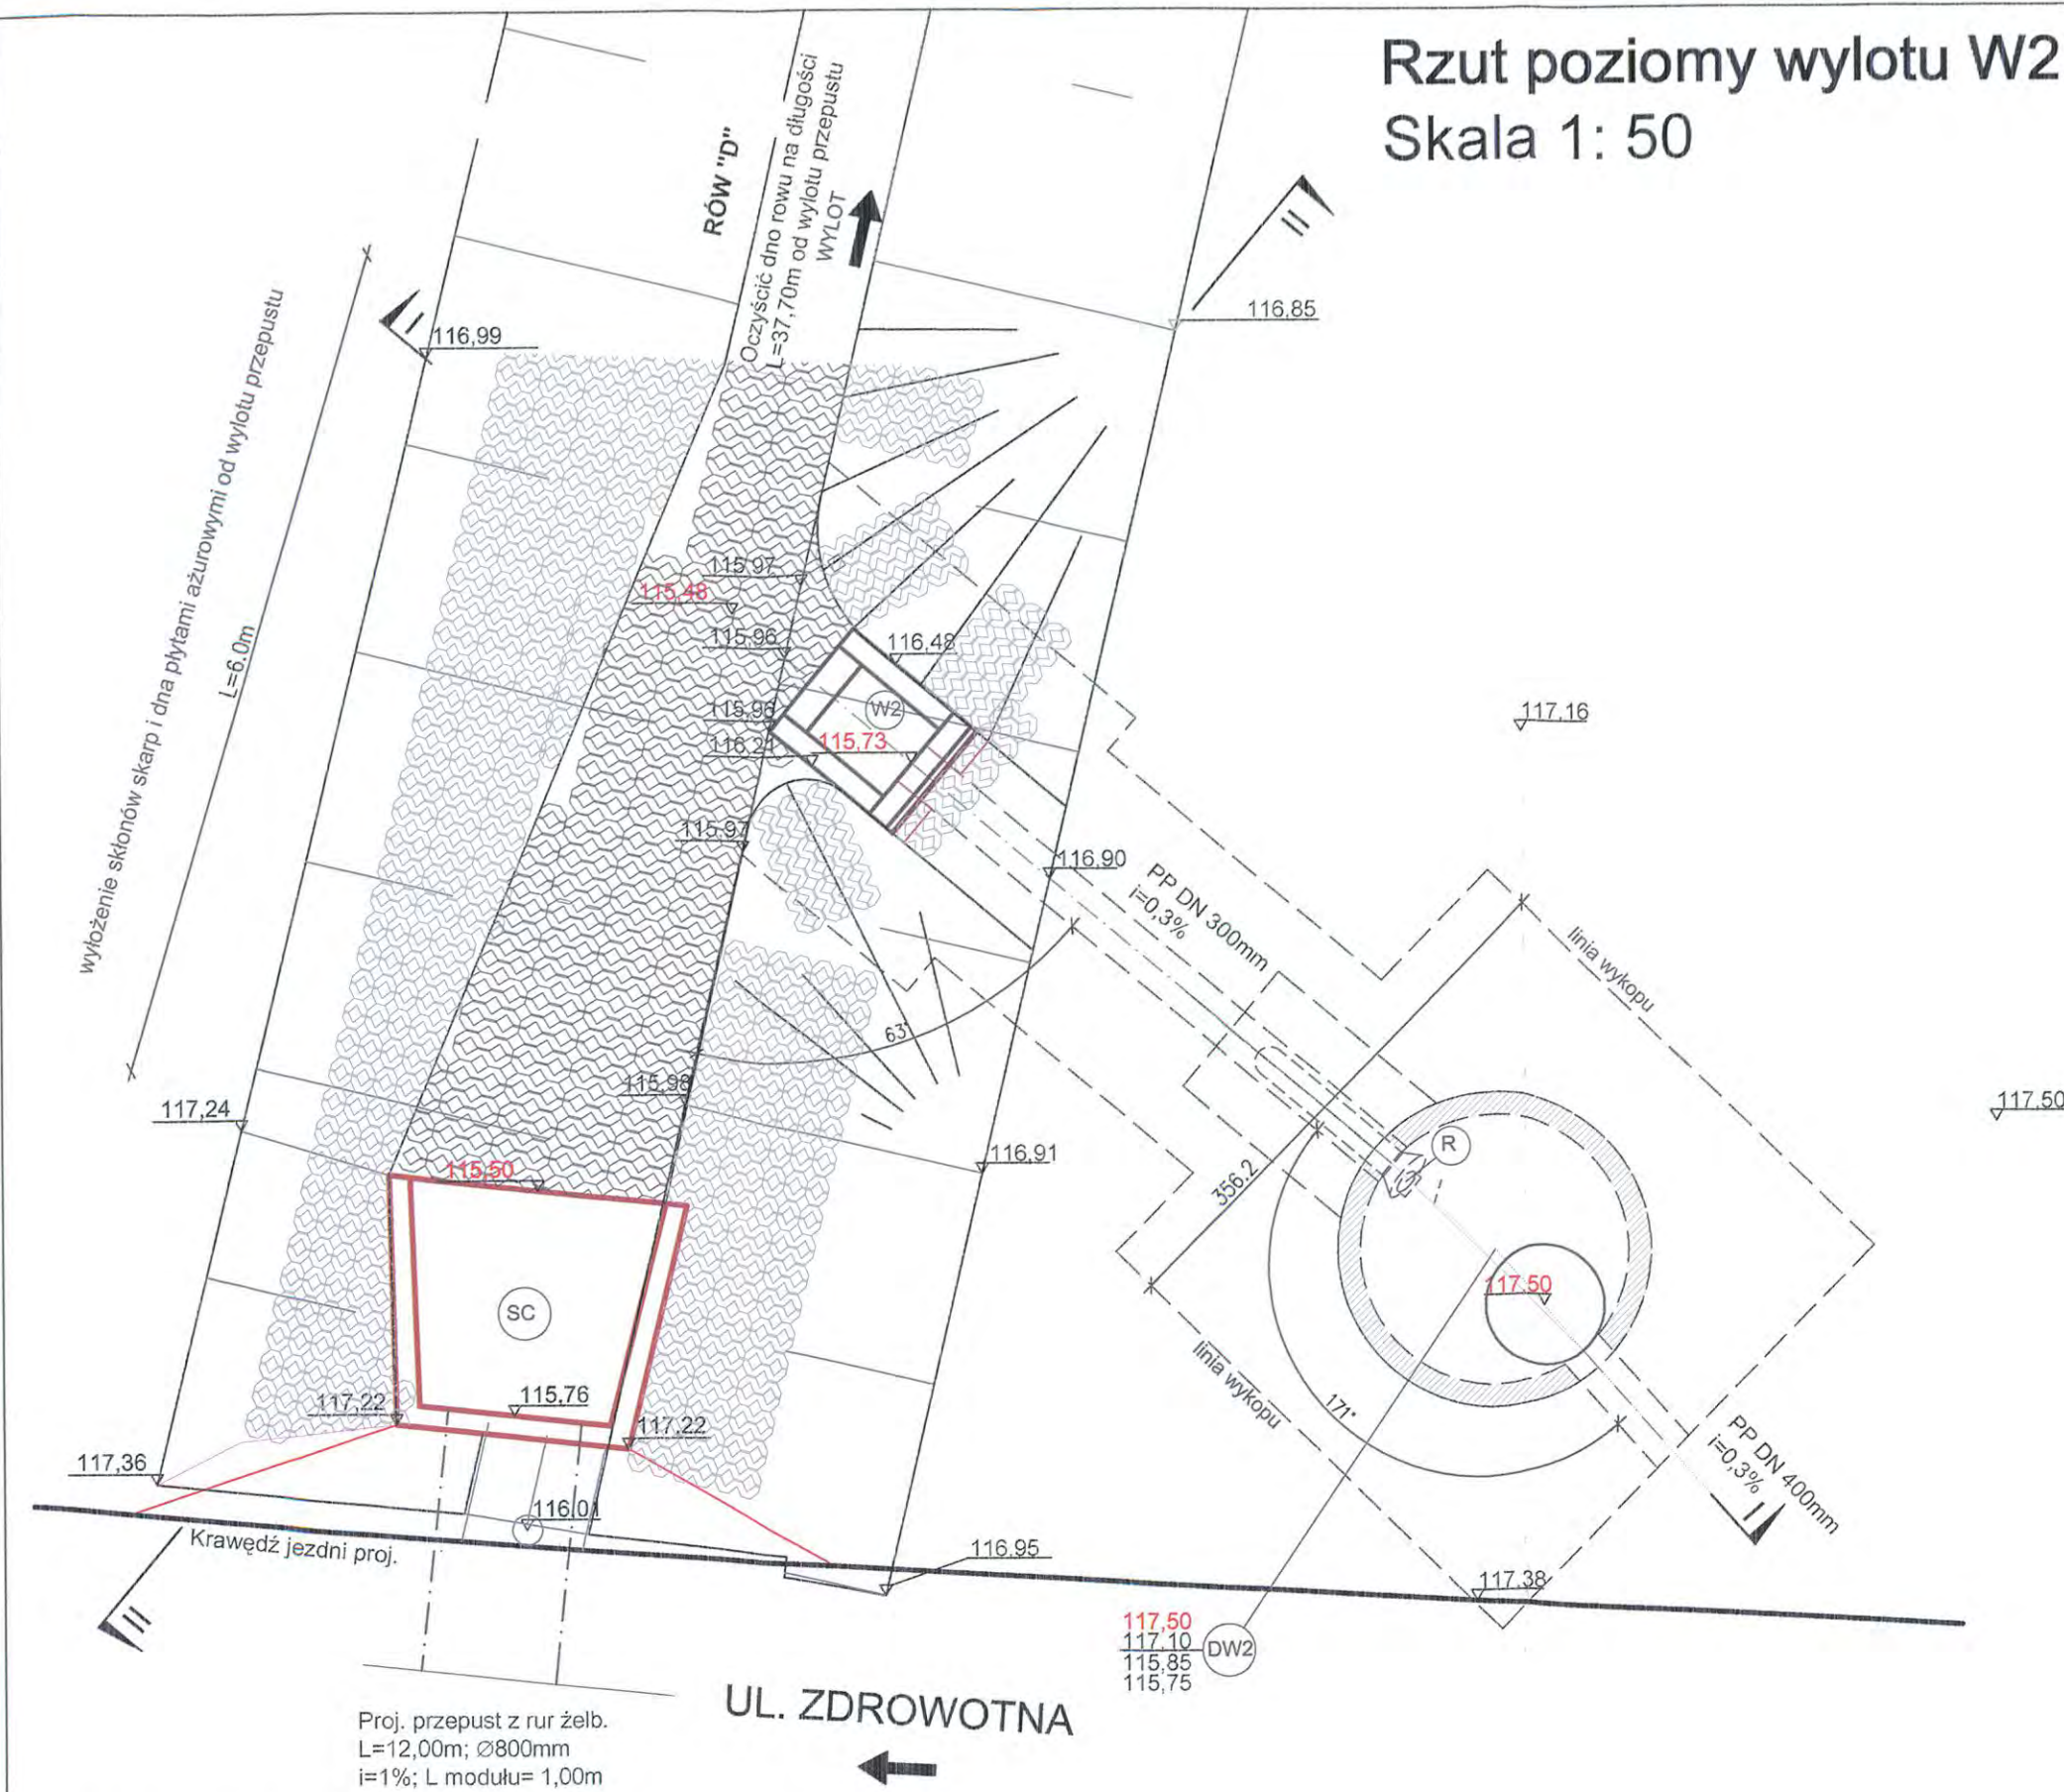 Rzut poziomy wylotu W2
Skala 1: 50
RÓW "D"
Oczyścić dno rowu na długości
L=37,70m od wylotu przepustu
WYLOT
II
116,85
I
116,99
wyłożenie skłonów skarp i dna płytami ażurowymi od wylotu przepustu
L=6.0m
115,97
115,48
115,96
116,48
W2
115,96
116,21
115,73
117,16
115,97
116,90
PP DN 300mm
i=0,3%
linia wykopu
63°
115,98
117,24
116,91
117,50
R
356.2
115,50
SC
117,50
115,76
117,22
117,22
linia wykopu
171°
PP DN 400mm
i=0,3%
I
117,36
116,01
Krawędź jezdni proj.
116,95
117,38
II
117,50
117,10
115,85
115,75
DW2
UL. ZDROWOTNA
Proj. przepust z rur żelb.
L=12,00m; Ø800mm
i=1%; L modułu= 1,00m